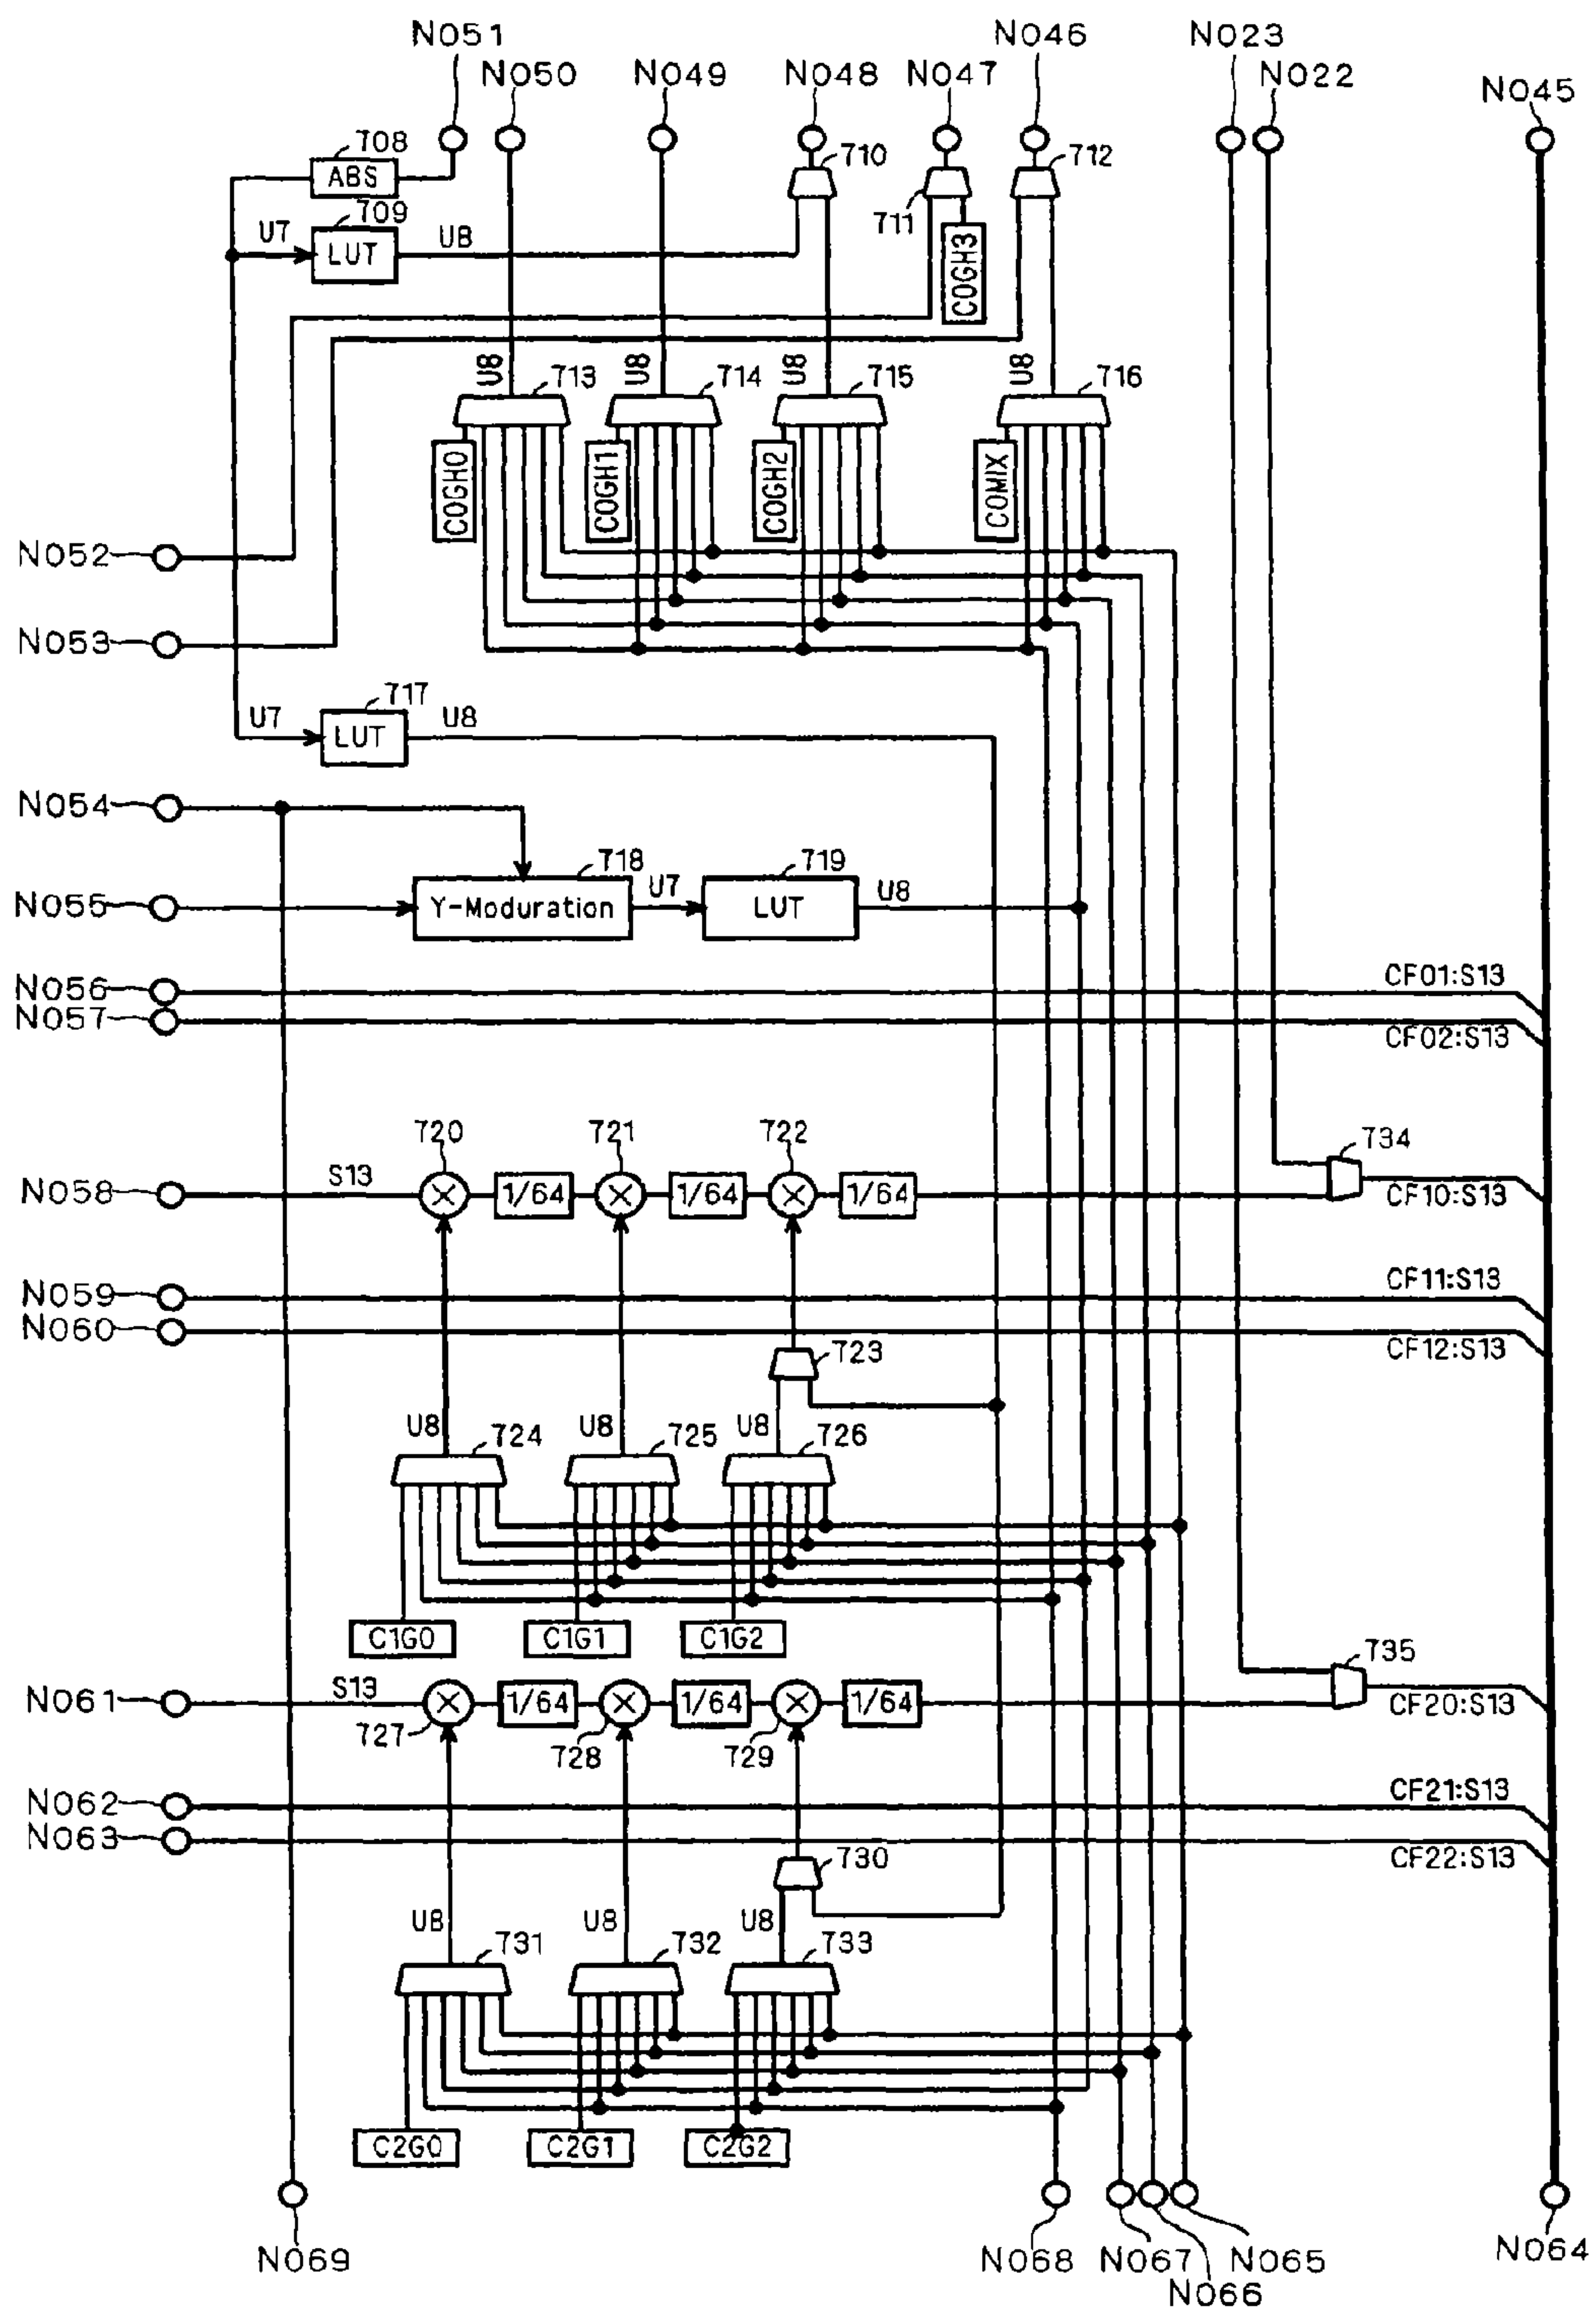 N051
N046
N023
N050
N049
N048
N047
N022
N045
708
ABS
710
712
709
U7
LUT
UB
711
COGH3
U8
713
U8
714
U8
715
U8
716
COGH0
COGH1
COGH2
COMIX
N052
N053
717
U7
LUT
U8
N054
718
719
N055
Y-Moduration
U7
LUT
U8
N056
CF01:S13
N057
CF02:S13
720
721
722
734
N058
S13
1/64
1/64
1/64
CF10:S13
N059
CF11:S13
N060
CF12:S13
723
U8
724
U8
725
U8
726
C1G0
C1G1
C1G2
735
N061
S13
1/64
1/64
1/64
CF20:S13
727
728
729
N062
CF21:S13
N063
CF22:S13
730
UB
731
U8
732
U8
733
C2G0
C2G1
C2G2
N069
N068
N067
N065
N064
N066